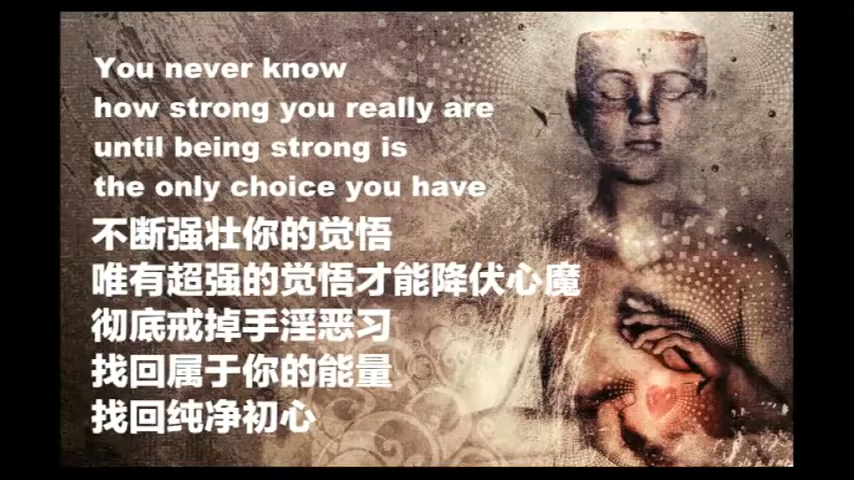 You never know
how strong you really are
until being strong is
the only choice you have
不断强壮你的觉悟
唯有超强的觉悟才能降伏心魔
彻底戒掉手淫恶习
找回属于你的能量
找回纯净初心